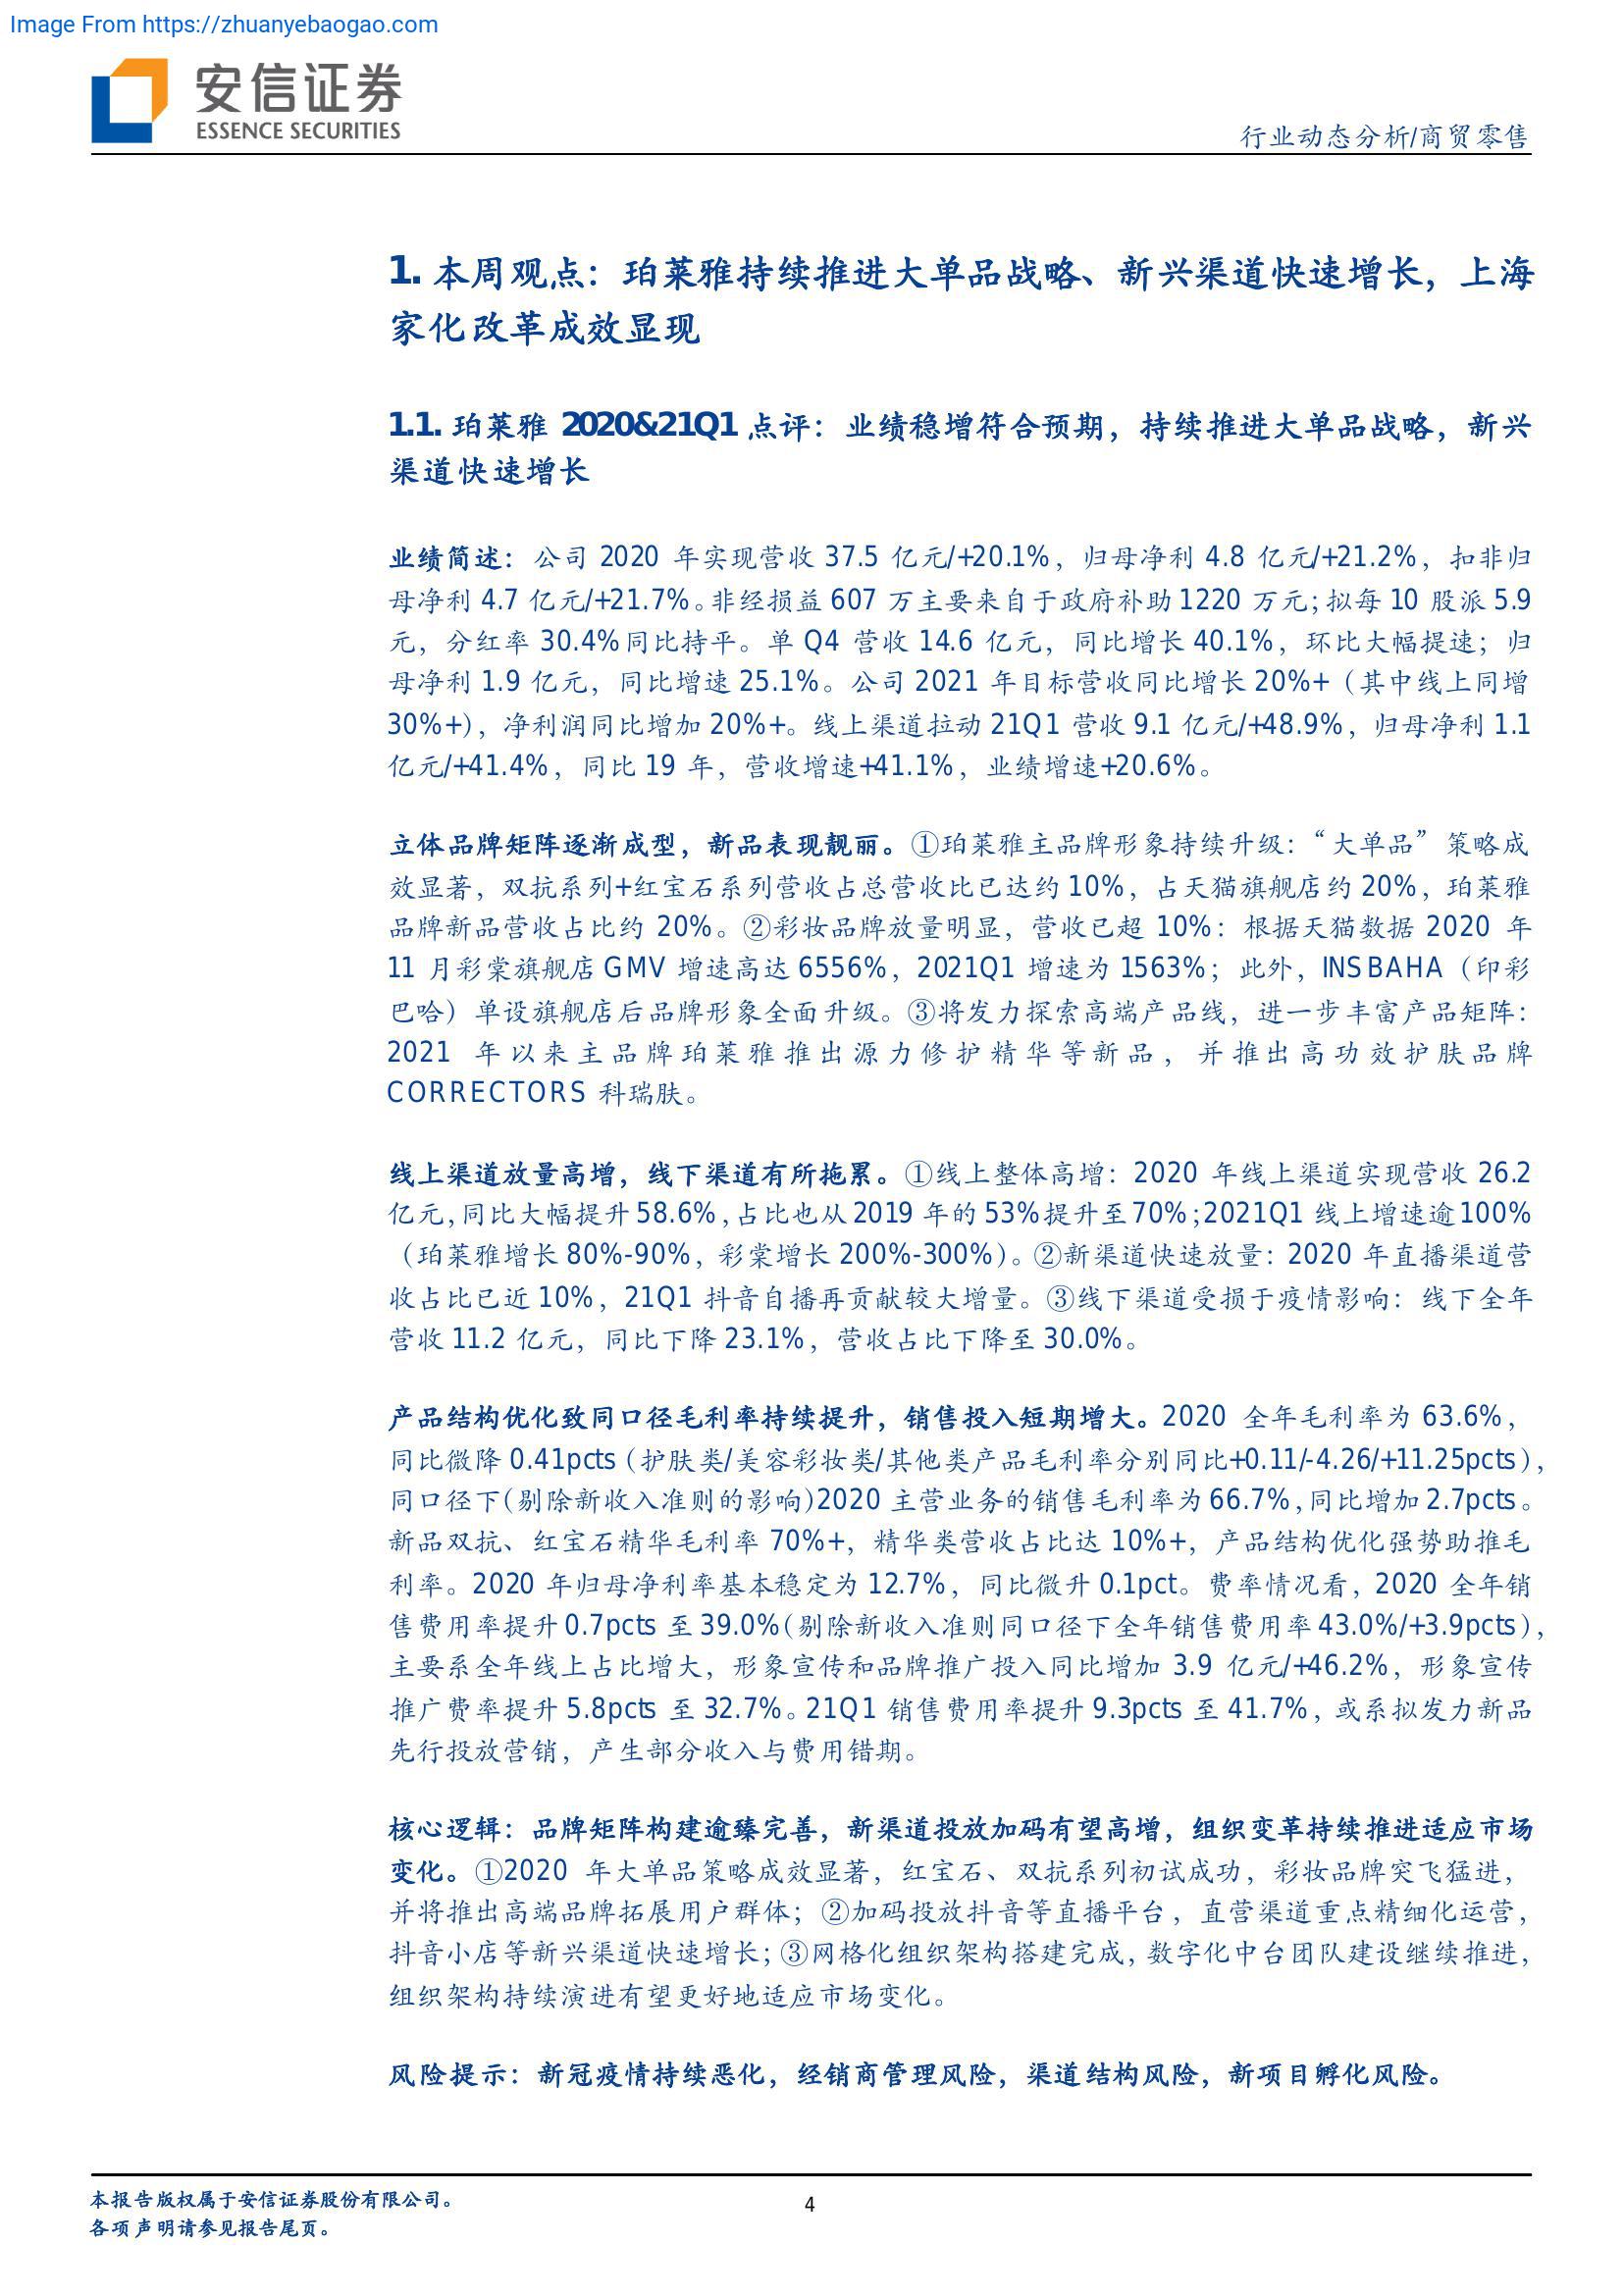 Image From https://zhuanyebaogao.com
安信证券
ESSENCE SECURITIES
行业动态分析/商贸零售
1. 本周观点：珀莱雅持续推进大单品战略、新兴渠道快速增长，上海
家化改革成效显现
1.1. 珀莱雅 2020&21Q1 点评：业绩稳增符合预期，持续推进大单品战略，新兴
渠道快速增长
业绩简述：公司 2020 年实现营收 37.5 亿元/+20.1%，归母净利 4.8 亿元/+21.2%，扣非归
母净利 4.7 亿元/+21.7%。非经损益 607 万主要来自于政府补助 1220 万元；拟每 10 股派 5.9
元，分红率 30.4%同比持平。单 Q4 营收 14.6 亿元，同比增长 40.1%，环比大幅提速；归
母净利 1.9 亿元，同比增速 25.1%。公司 2021 年目标营收同比增长 20%+（其中线上同增
30%+），净利润同比增加 20%+。线上渠道拉动 21Q1 营收 9.1 亿元/+48.9%，归母净利 1.1
亿元/+41.4%，同比 19 年，营收增速+41.1%，业绩增速+20.6%。
立体品牌矩阵逐渐成型，新品表现靓丽。①珀莱雅主品牌形象持续升级：“大单品”策略成
效显著，双抗系列+红宝石系列营收占总营收比已达约 10%，占天猫旗舰店约 20%，珀莱雅
品牌新品营收占比约 20%。②彩妆品牌放量明显，营收已超 10%：根据天猫数据 2020 年
11 月彩棠旗舰店 GMV 增速高达 6556%，2021Q1 增速为 1563%；此外，INSBAHA（印彩
巴哈）单设旗舰店后品牌形象全面升级。③将发力探索高端产品线，进一步丰富产品矩阵：
2021 年以来主品牌珀莱雅推出源力修护精华等新品，并推出高功效护肤品牌
CORRECTORS 科瑞肤。
线上渠道放量高增，线下渠道有所拖累。①线上整体高增：2020 年线上渠道实现营收 26.2
亿元，同比大幅提升 58.6%，占比也从 2019 年的 53%提升至 70%；2021Q1 线上增速逾 100%
（珀莱雅增长 80%-90%，彩棠增长 200%-300%）。②新渠道快速放量：2020 年直播渠道营
收占比已近 10%，21Q1 抖音自播再贡献较大增量。③线下渠道受损于疫情影响：线下全年
营收 11.2 亿元，同比下降 23.1%，营收占比下降至 30.0%。
产品结构优化致同口径毛利率持续提升，销售投入短期增大。2020 全年毛利率为 63.6%，
同比微降 0.41pcts（护肤类/美容彩妆类/其他类产品毛利率分别同比+0.11/-4.26/+11.25pcts），
同口径下(剔除新收入准则的影响)2020 主营业务的销售毛利率为 66.7%，同比增加 2.7pcts。
新品双抗、红宝石精华毛利率 70%+，精华类营收占比达 10%+，产品结构优化强势助推毛
利率。2020 年归母净利率基本稳定为 12.7%，同比微升 0.1pct。费率情况看，2020 全年销
售费用率提升 0.7pcts 至 39.0%（剔除新收入准则同口径下全年销售费用率 43.0%/+3.9pcts），
主要系全年线上占比增大，形象宣传和品牌推广投入同比增加 3.9 亿元/+46.2%，形象宣传
推广费率提升 5.8pcts 至 32.7%。21Q1 销售费用率提升 9.3pcts 至 41.7%，或系拟发力新品
先行投放营销，产生部分收入与费用错期。
核心逻辑：品牌矩阵构建逾臻完善，新渠道投放加码有望高增，组织变革持续推进适应市场
变化。①2020 年大单品策略成效显著，红宝石、双抗系列初试成功，彩妆品牌突飞猛进，
并将推出高端品牌拓展用户群体；②加码投放抖音等直播平台，直营渠道重点精细化运营，
抖音小店等新兴渠道快速增长；③网格化组织架构搭建完成，数字化中台团队建设继续推进，
组织架构持续演进有望更好地适应市场变化。
风险提示：新冠疫情持续恶化，经销商管理风险，渠道结构风险，新项目孵化风险。
本报告版权属于安信证券股份有限公司。
4
各项声明请参见报告尾页。